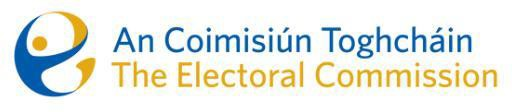 An Coimisiún Toghcháin
The Electoral Commission